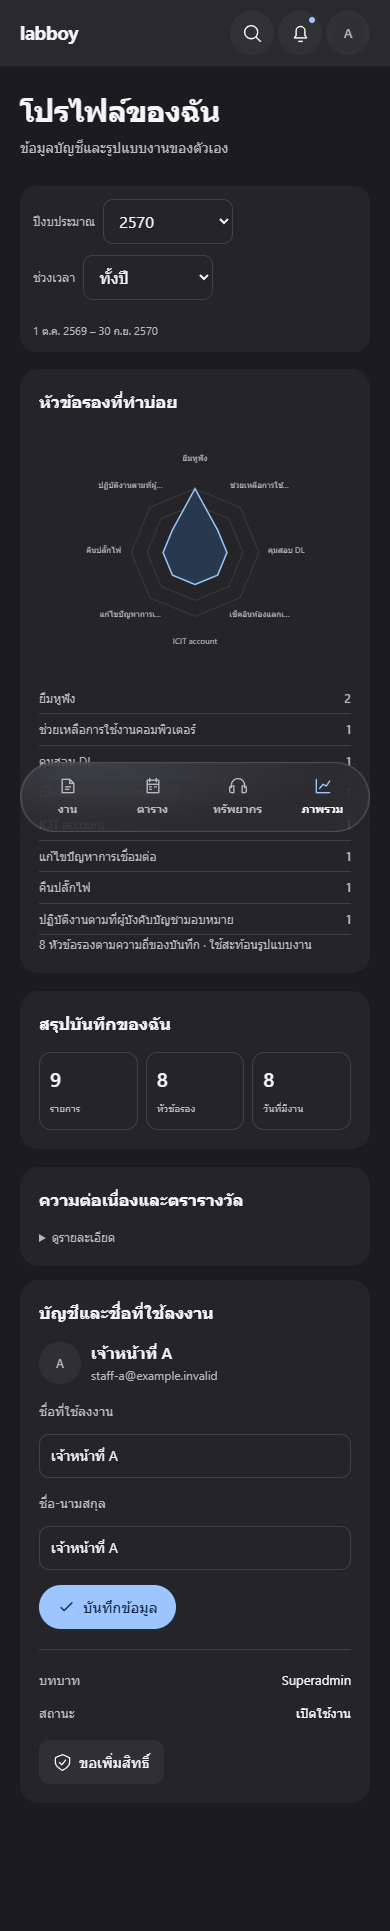 labboy
A
โปรไฟล์ของฉัน
ข้อมูลบัญชีและรูปแบบงานของตัวเอง
ปีงบประมาณ 2570
ช่วงเวลา ทั้งปี
1 ต.ค. 2569 – 30 ก.ย. 2570
หัวข้อรองที่ทำบ่อย
ยืมหูฟัง
ปฏิบัติงานตามที่ผู้... ช่วยเหลือการใช้...
คืนปลั๊กไฟ คุมสอบ DL
แก้ไขปัญหาการเ... เช็คอินห้องแลกเ...
ICIT account
ยืมหูฟัง 2
ช่วยเหลือการใช้งานคอมพิวเตอร์ 1
คุมสอบ DL 1
งาน ตาราง ทรัพยากร ภาพรวม
ICIT account 1
แก้ไขปัญหาการเชื่อมต่อ 1
คืนปลั๊กไฟ 1
ปฏิบัติงานตามที่ผู้บังคับบัญชามอบหมาย 1
8 หัวข้อรองตามความถี่ของบันทึก · ใช้สะท้อนรูปแบบงาน
สรุปบันทึกของฉัน
9 8 8
รายการ หัวข้อรอง วันที่มีงาน
ความต่อเนื่องและตรารางวัล
ดูรายละเอียด
บัญชีและชื่อที่ใช้ลงงาน
A เจ้าหน้าที่ A
staff-a@example.invalid
ชื่อที่ใช้ลงงาน
เจ้าหน้าที่ A
ชื่อ-นามสกุล
เจ้าหน้าที่ A
บันทึกข้อมูล
บทบาท Superadmin
สถานะ เปิดใช้งาน
ขอเพิ่มสิทธิ์